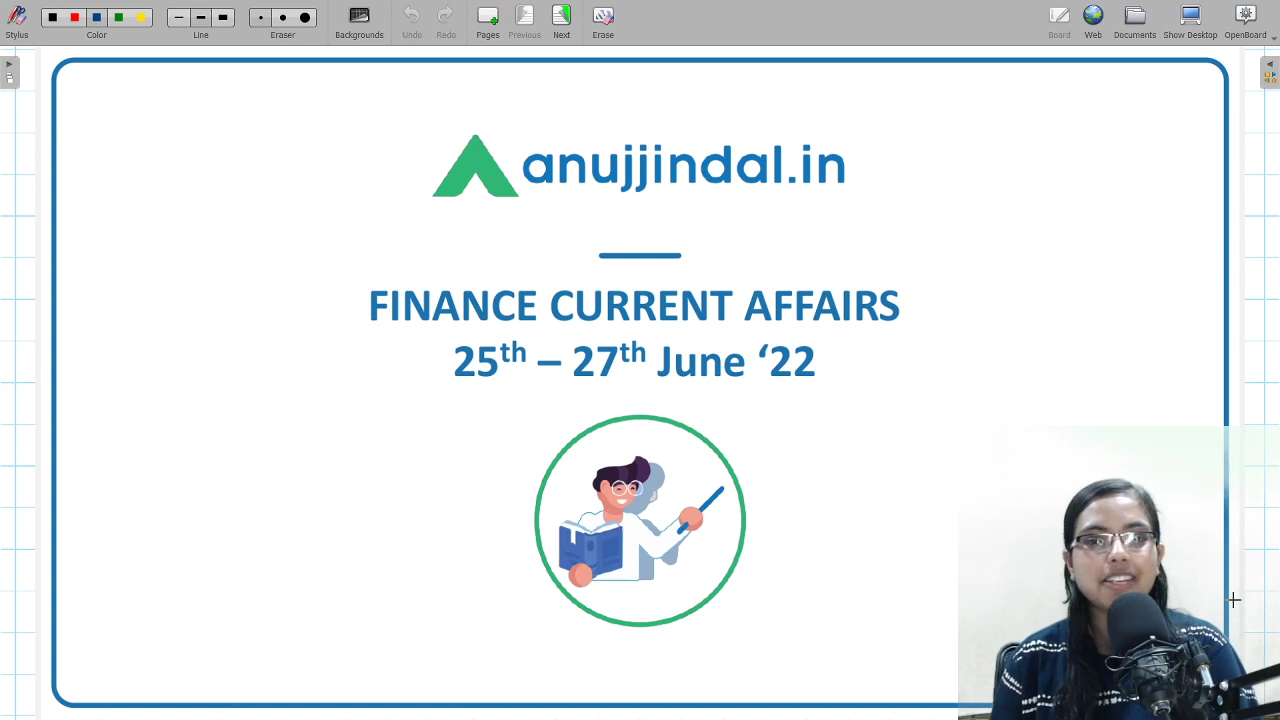 Stylus
Color
Line
Eraser
Backgrounds
Undo
Redo
Pages
Previous
Next
Erase
Board
Web
Documents
Show Desktop
OpenBoard
anujjindal.in
FINANCE CURRENT AFFAIRS
25th – 27th June ‘22